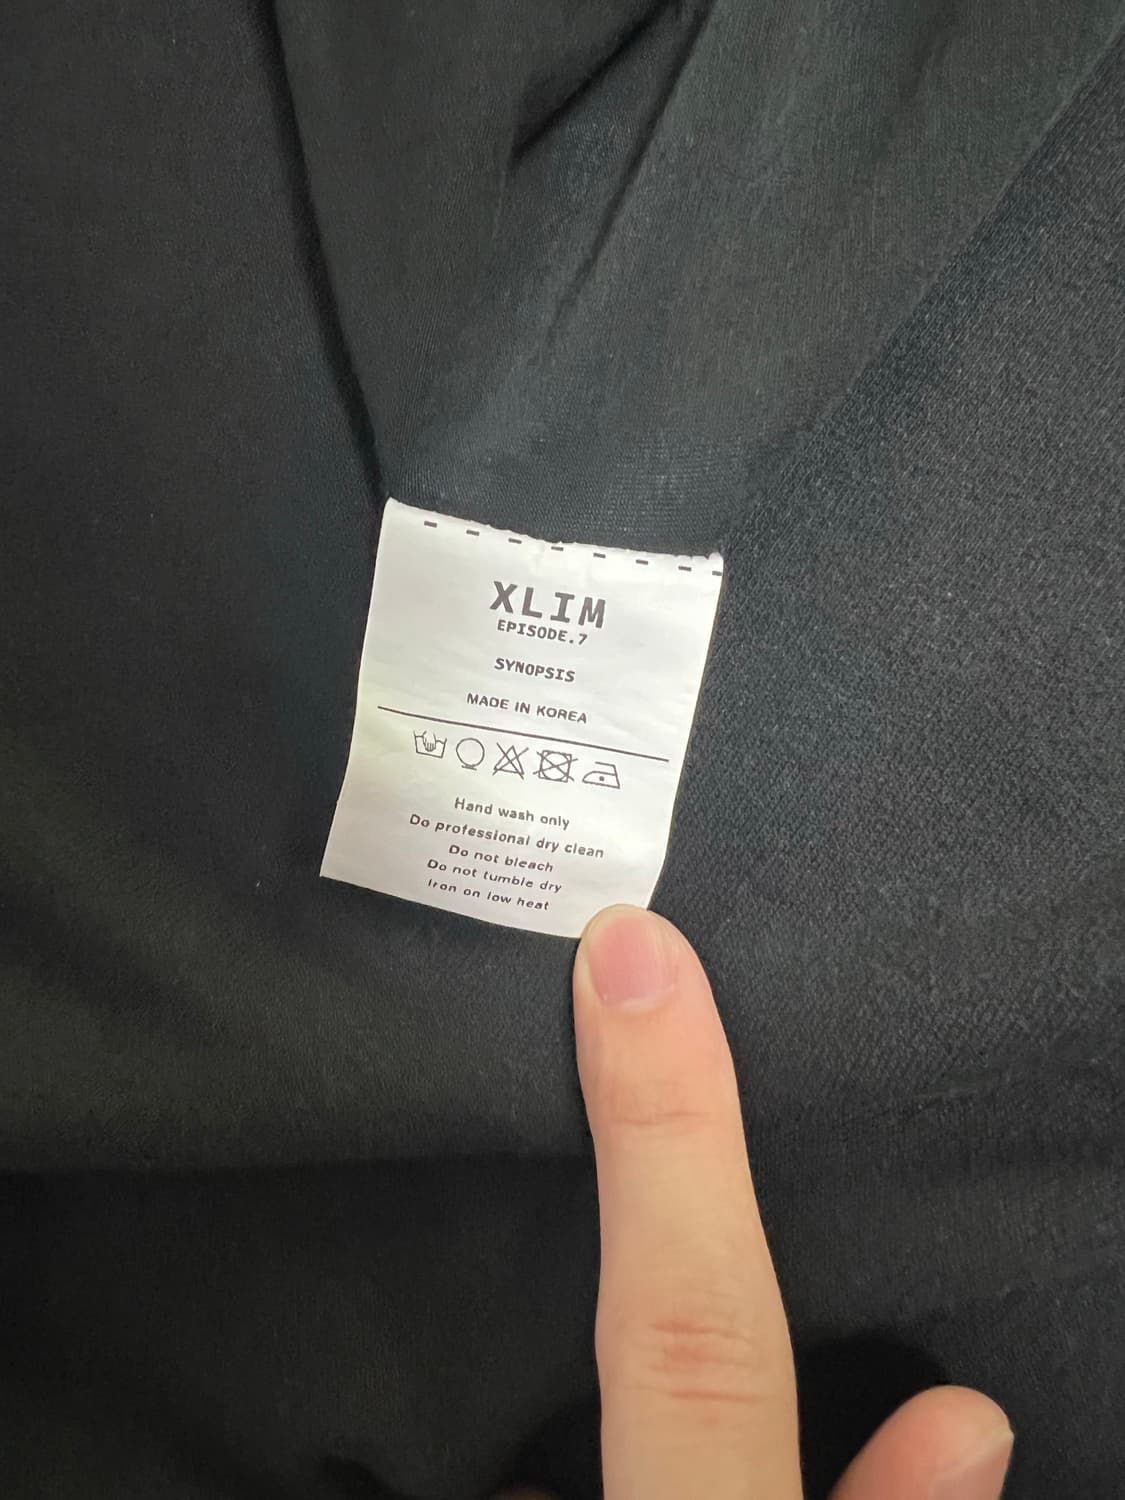 XLIM
EPISODE.7
SYNOPSIS
MADE IN KOREA
Hand wash only
Do professional dry clean
Do not bleach
Do not tumble dry
Iron on low heat